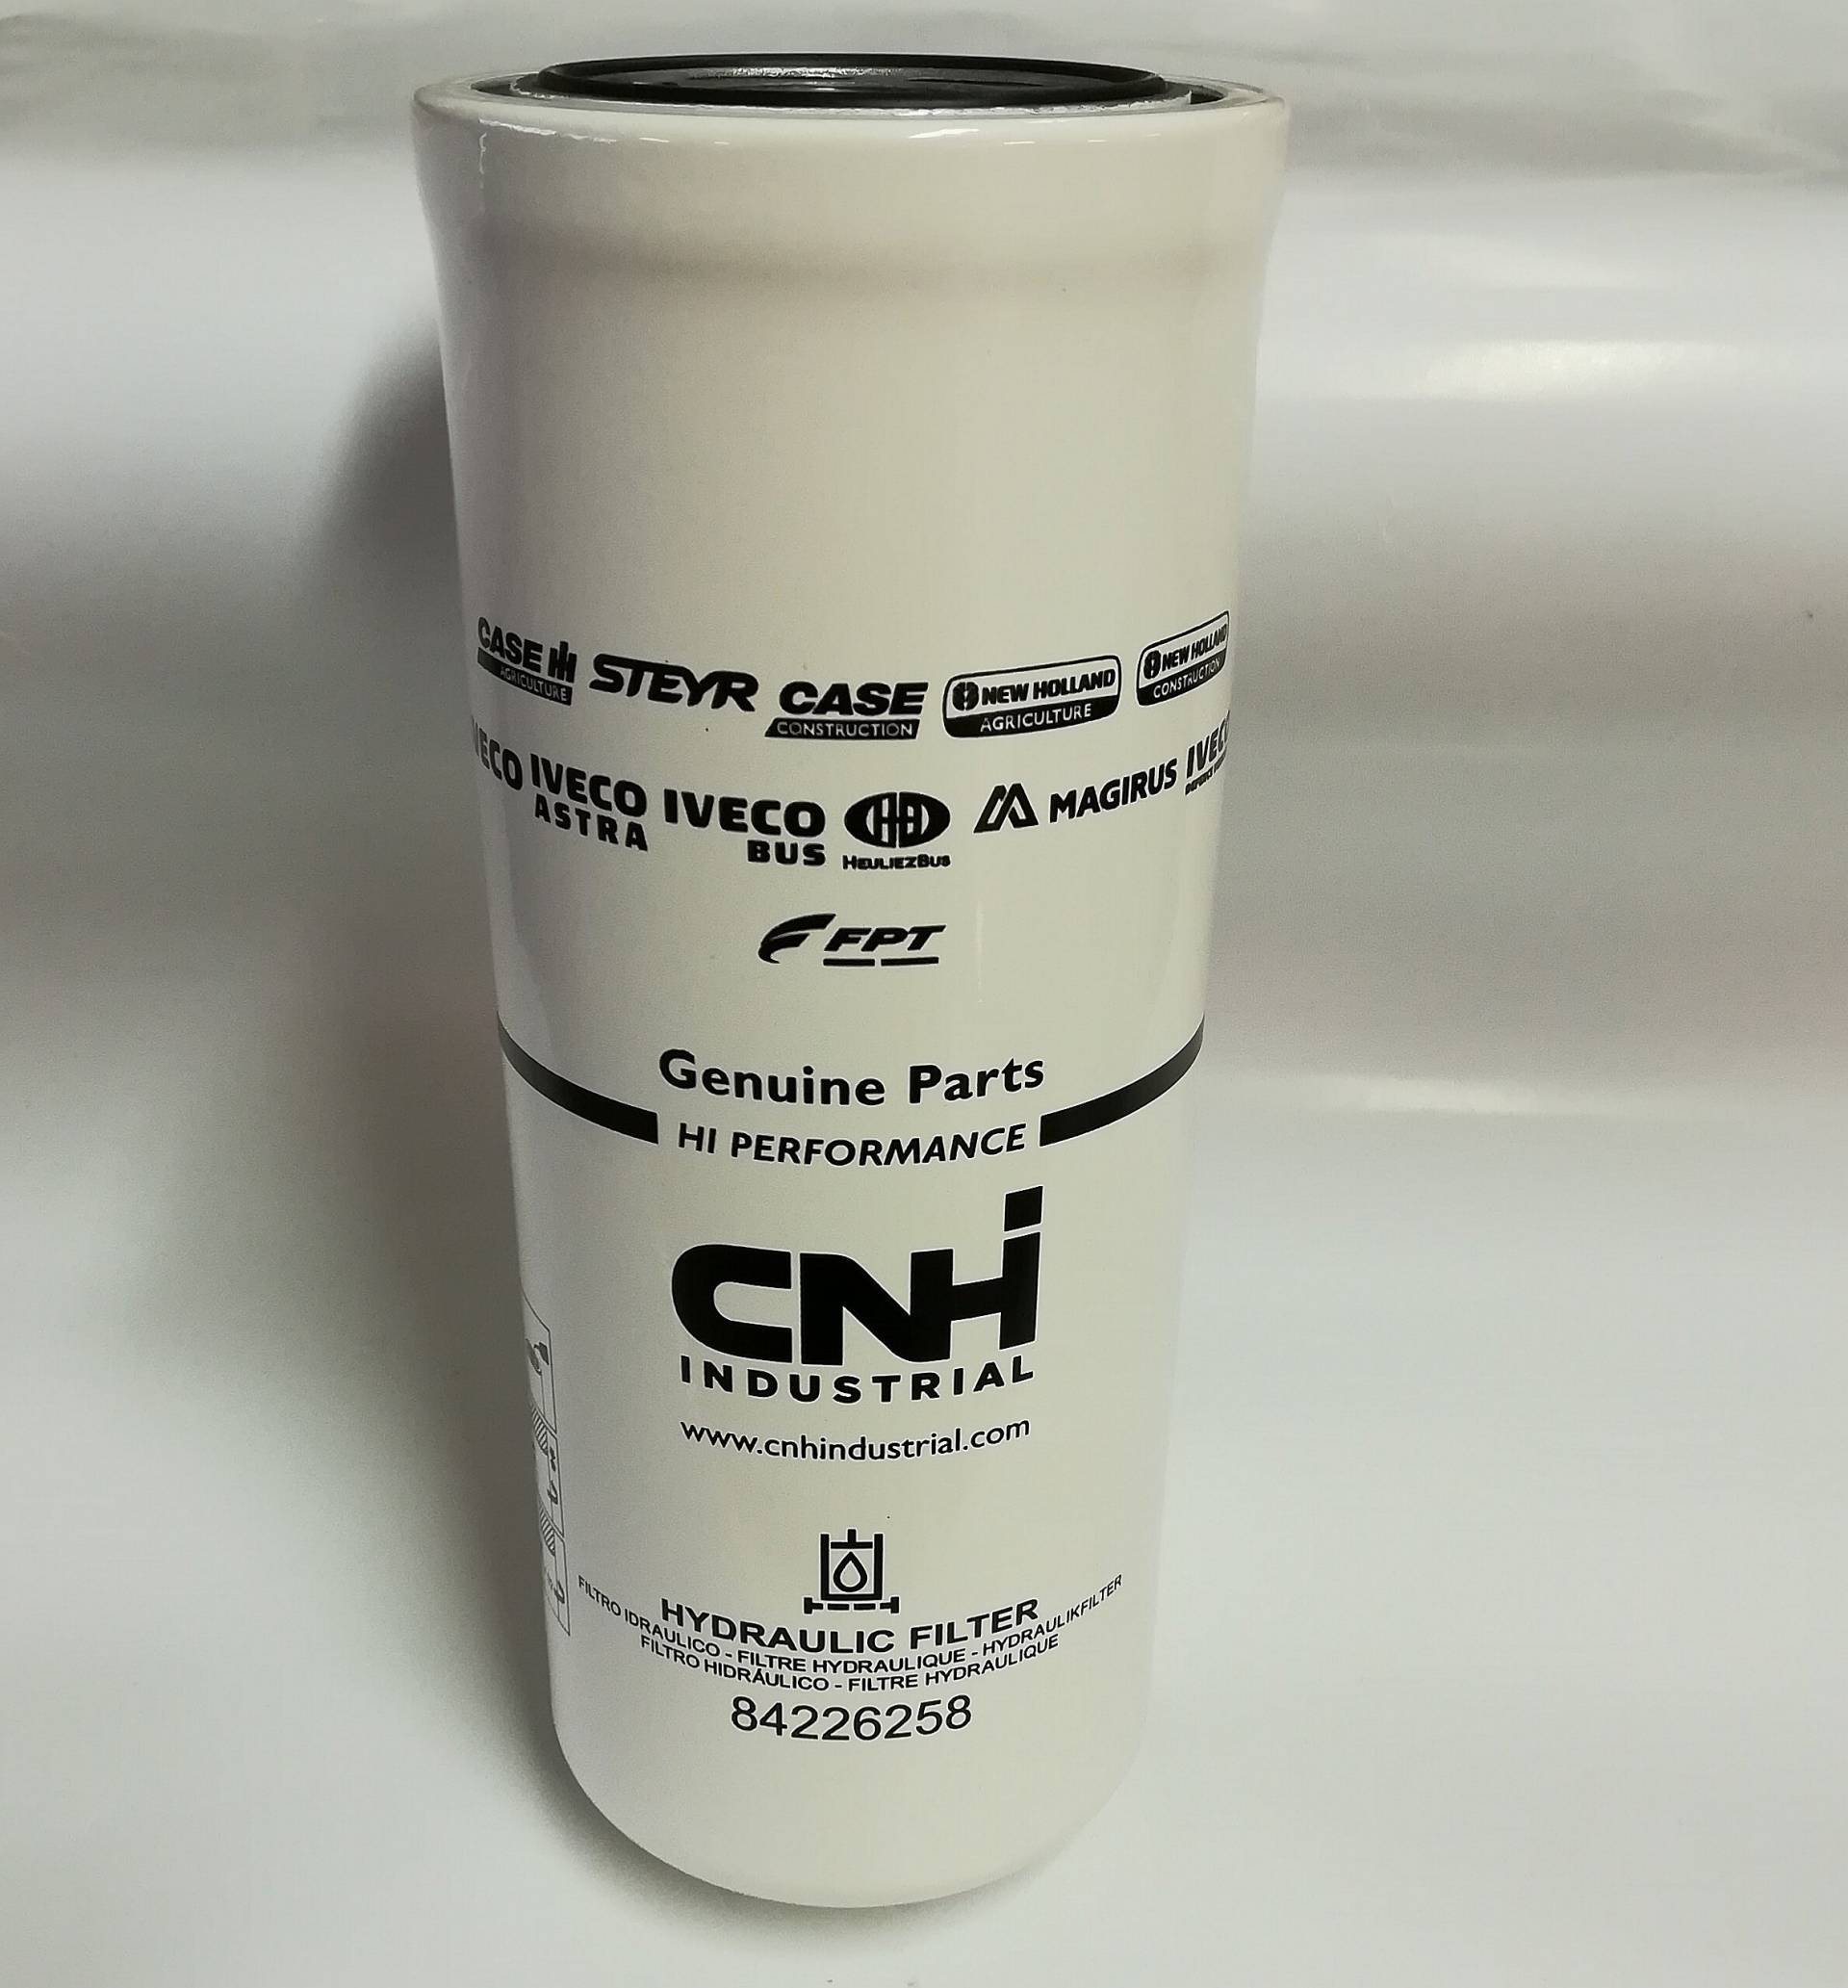 CASE IH STEYR CASE NEW HOLLAND NEW HOLLAND
AGRICULTURE CONSTRUCTION AGRICULTURE CONSTRUCTION
IVECO IVECO HEULIEZBUS MAGIRUS
ASTRA BUS
FPT
Genuine Parts
HI PERFORMANCE
CNH
INDUSTRIAL
www.cnhindustrial.com
HYDRAULIC FILTER
FILTRO IDRAULICO - FILTRE HYDRAULIQUE - HYDRAULIKFILTER
FILTRO HIDRÁULICO - FILTRE HYDRAULIQUE
84226258